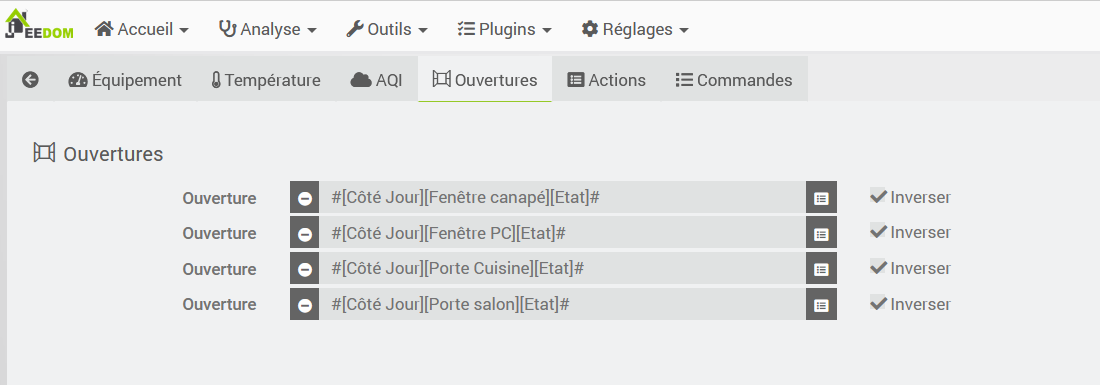 EEDOM Accueil Analyse Outils Plugins Réglages
Équipement Température AQI Ouvertures Actions Commandes
Ouvertures
Ouverture #[Côté Jour][Fenêtre canapé][Etat]# Inverser
Ouverture #[Côté Jour][Fenêtre PC][Etat]# Inverser
Ouverture #[Côté Jour][Porte Cuisine][Etat]# Inverser
Ouverture #[Côté Jour][Porte salon][Etat]# Inverser